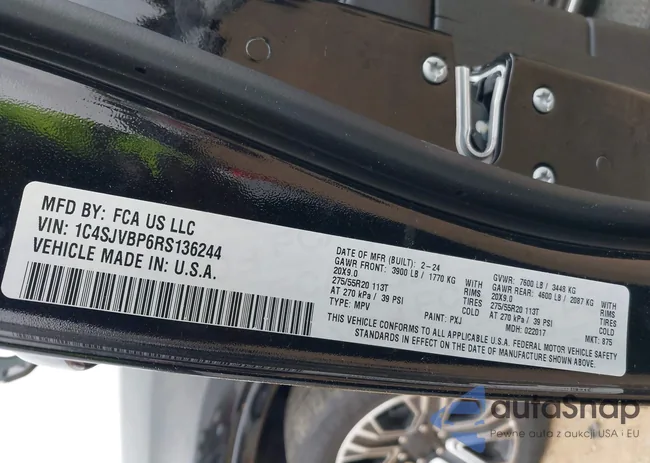 MFD BY: FCA US LLC
VIN: 1C4SJVBP6RS136244
VEHICLE MADE IN: U.S.A.
DATE OF MFR (BUILT): 2-24
GAWR FRONT: 3900 LB / 1770 KG WITH
20X9.0 RIMS
275/55R20 113T TIRES
AT 270 kPa / 39 PSI COLD
TYPE: MPV PAINT: PXJ
GVWR: 7600 LB / 3448 KG
GAWR REAR: 4600 LB / 2087 KG WITH
20X9.0 RIMS
275/55R20 113T TIRES
AT 270 kPa / 39 PSI COLD
MDH: 022017 MKT: 875
THIS VEHICLE CONFORMS TO ALL APPLICABLE U.S.A. FEDERAL MOTOR VEHICLE SAFETY
STANDARDS IN EFFECT ON THE DATE OF MANUFACTURE SHOWN ABOVE.
autoSnap
Pewne auta z aukcji USA i EU